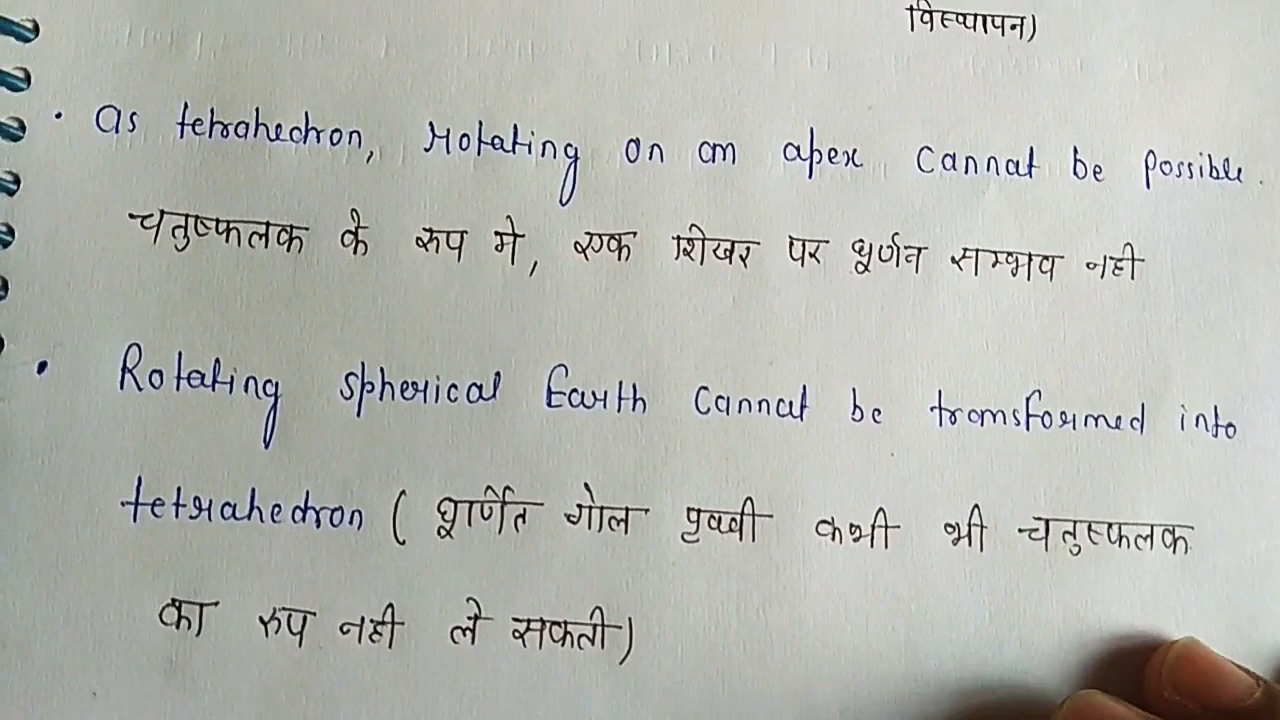 विस्थापन)
• as tetrahedron, rotating on an apex cannot be possible.
चतुष्फलक के रूप मे, एक शिखर पर घूर्णन सम्भव नही
• Rotating spherical Earth cannot be transformed into
tetrahedron ( घूर्णित गोल पृथ्वी कभी भी चतुष्फलक
का रूप नही ले सकती)